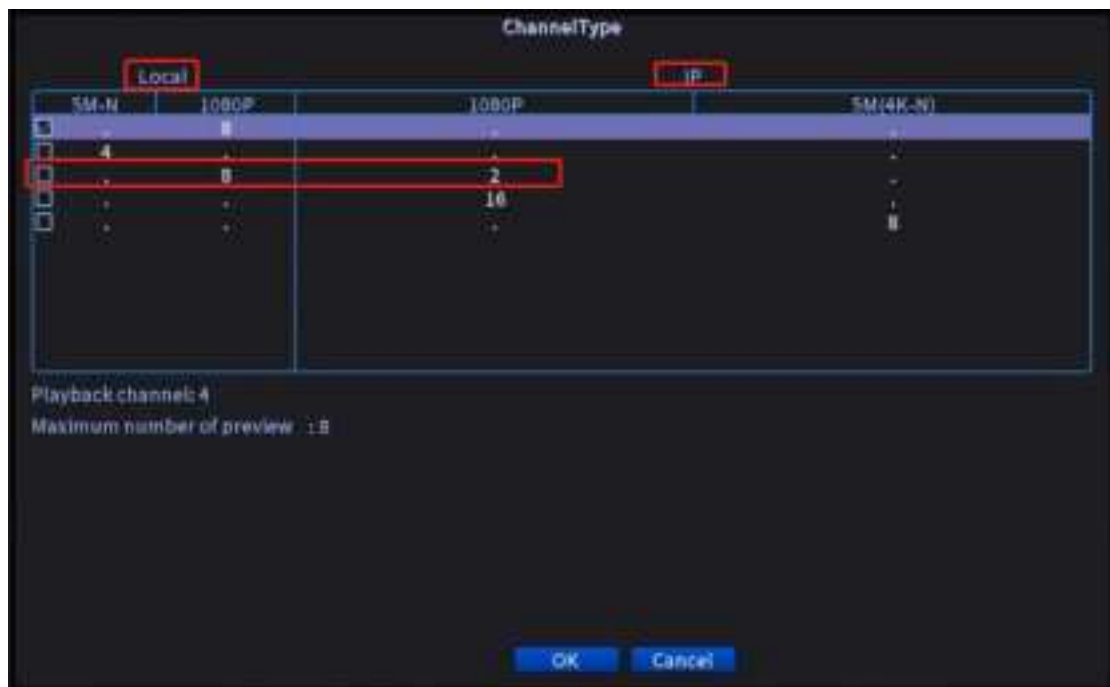 ChannelType
Local IP
5M-N 1080P 1080P 5M(4K-N)
. 8 . .
4 . . .
. 8 2 .
. . 16 .
. . . 8
Playback channel: 4
Maximum number of preview : 8
OK Cancel